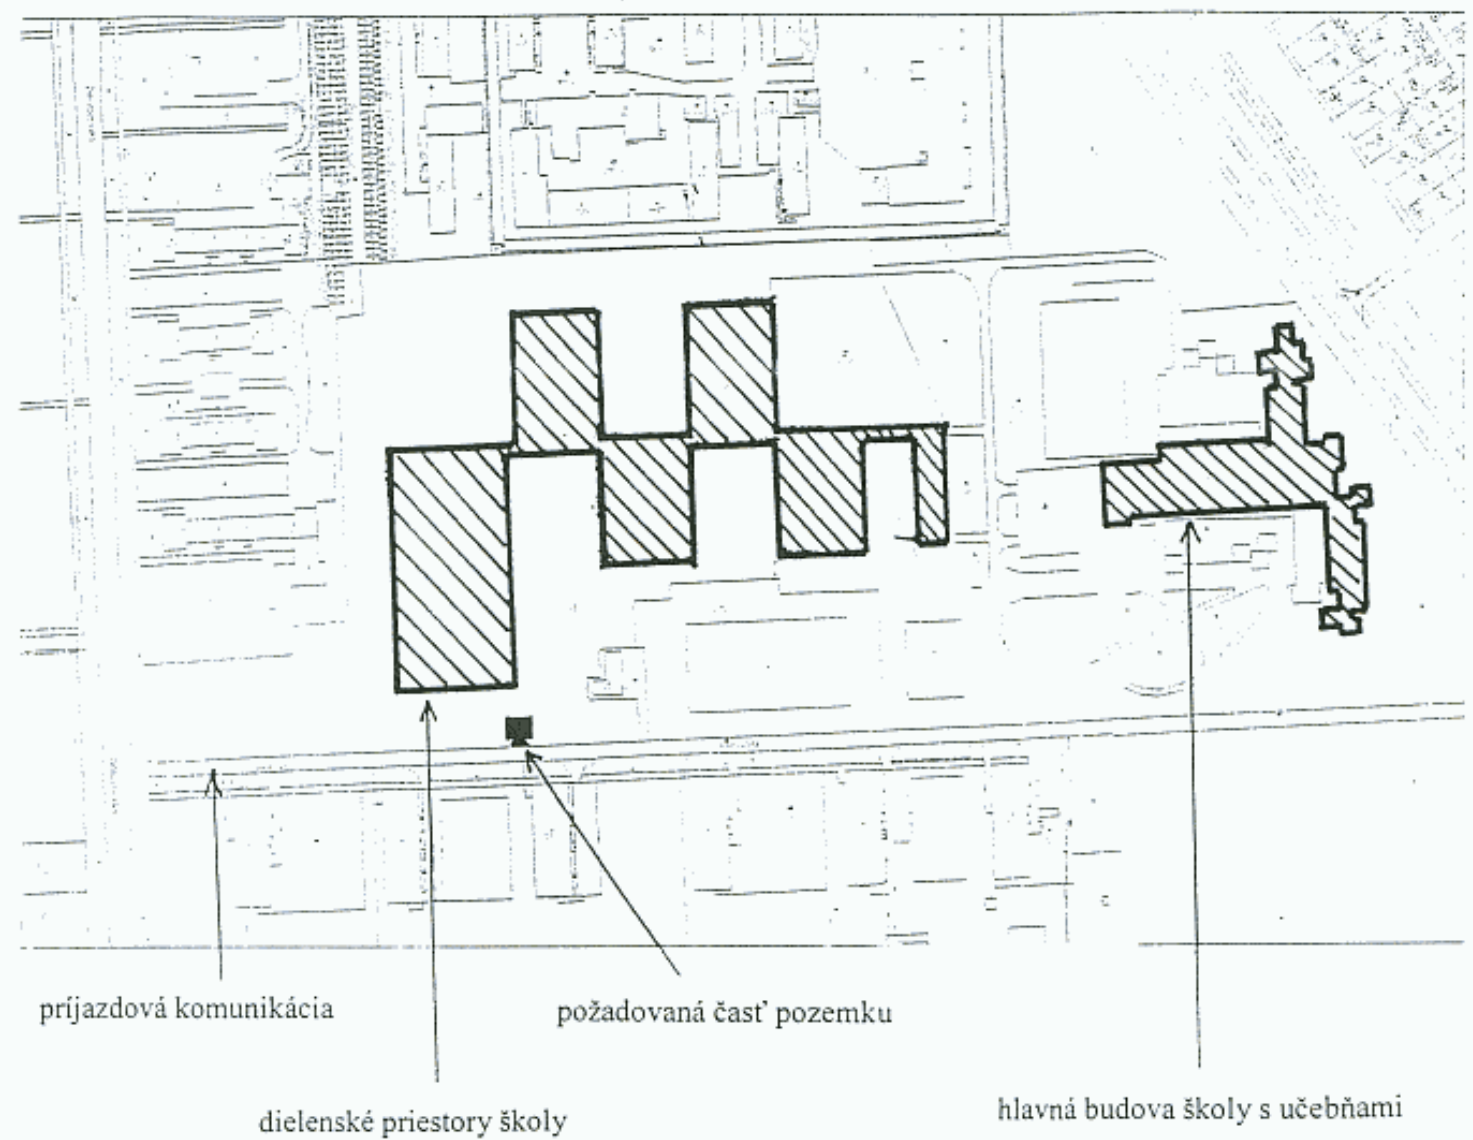 príjazdová komunikácia
požadovaná časť pozemku
dielenské priestory školy
hlavná budova školy s učebňami